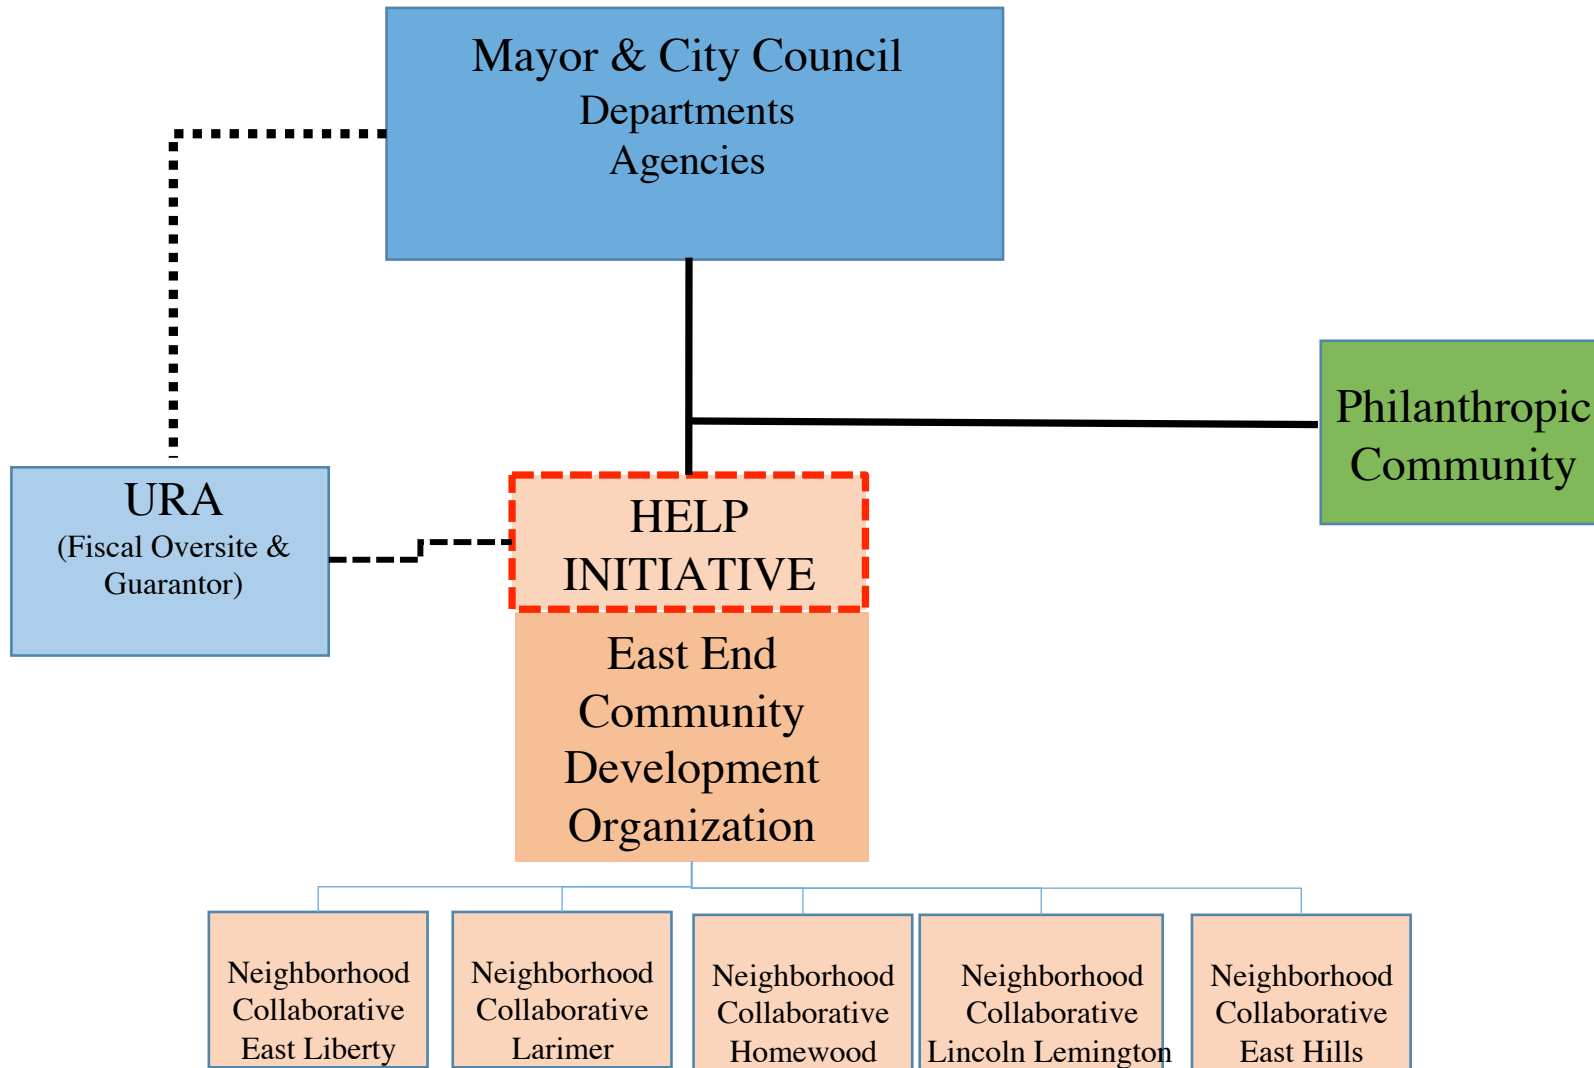 Mayor & City Council
Departments
Agencies
Philanthropic
Community
URA
(Fiscal Oversite &
Guarantor)
HELP
INITIATIVE
East End
Community
Development
Organization
Neighborhood
Collaborative
East Liberty
Neighborhood
Collaborative
Larimer
Neighborhood
Collaborative
Homewood
Neighborhood
Collaborative
Lincoln Lemington
Neighborhood
Collaborative
East Hills